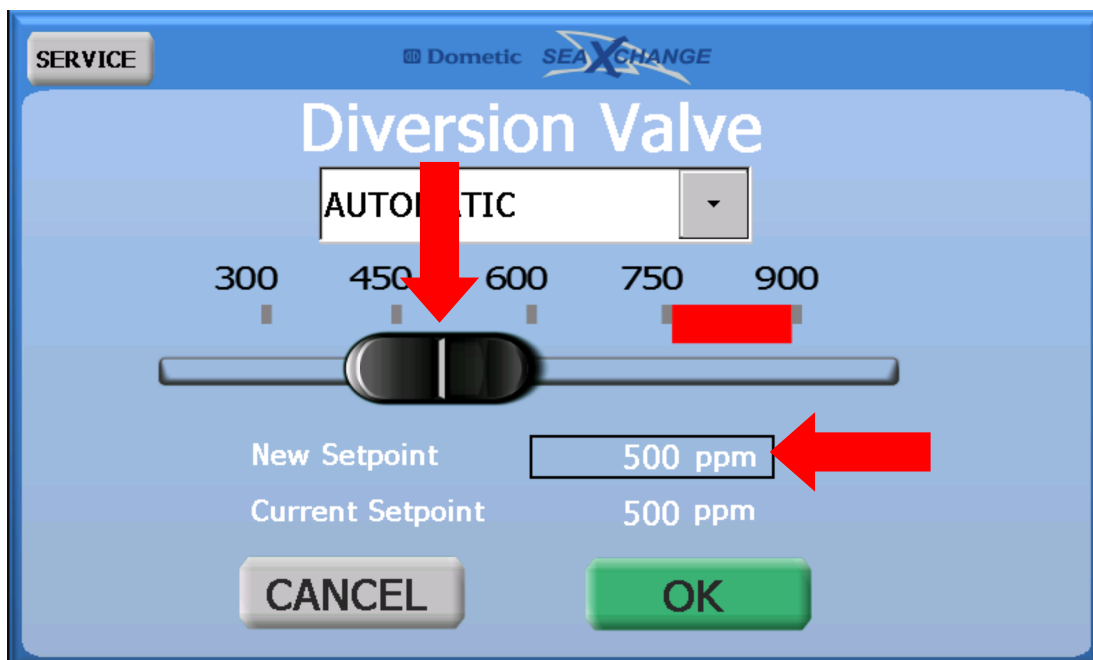 SERVICE
Dometic SEAXCHANGE
Diversion Valve
300 450 600 750 900
New Setpoint 500 ppm
Current Setpoint 500 ppm
CANCEL OK